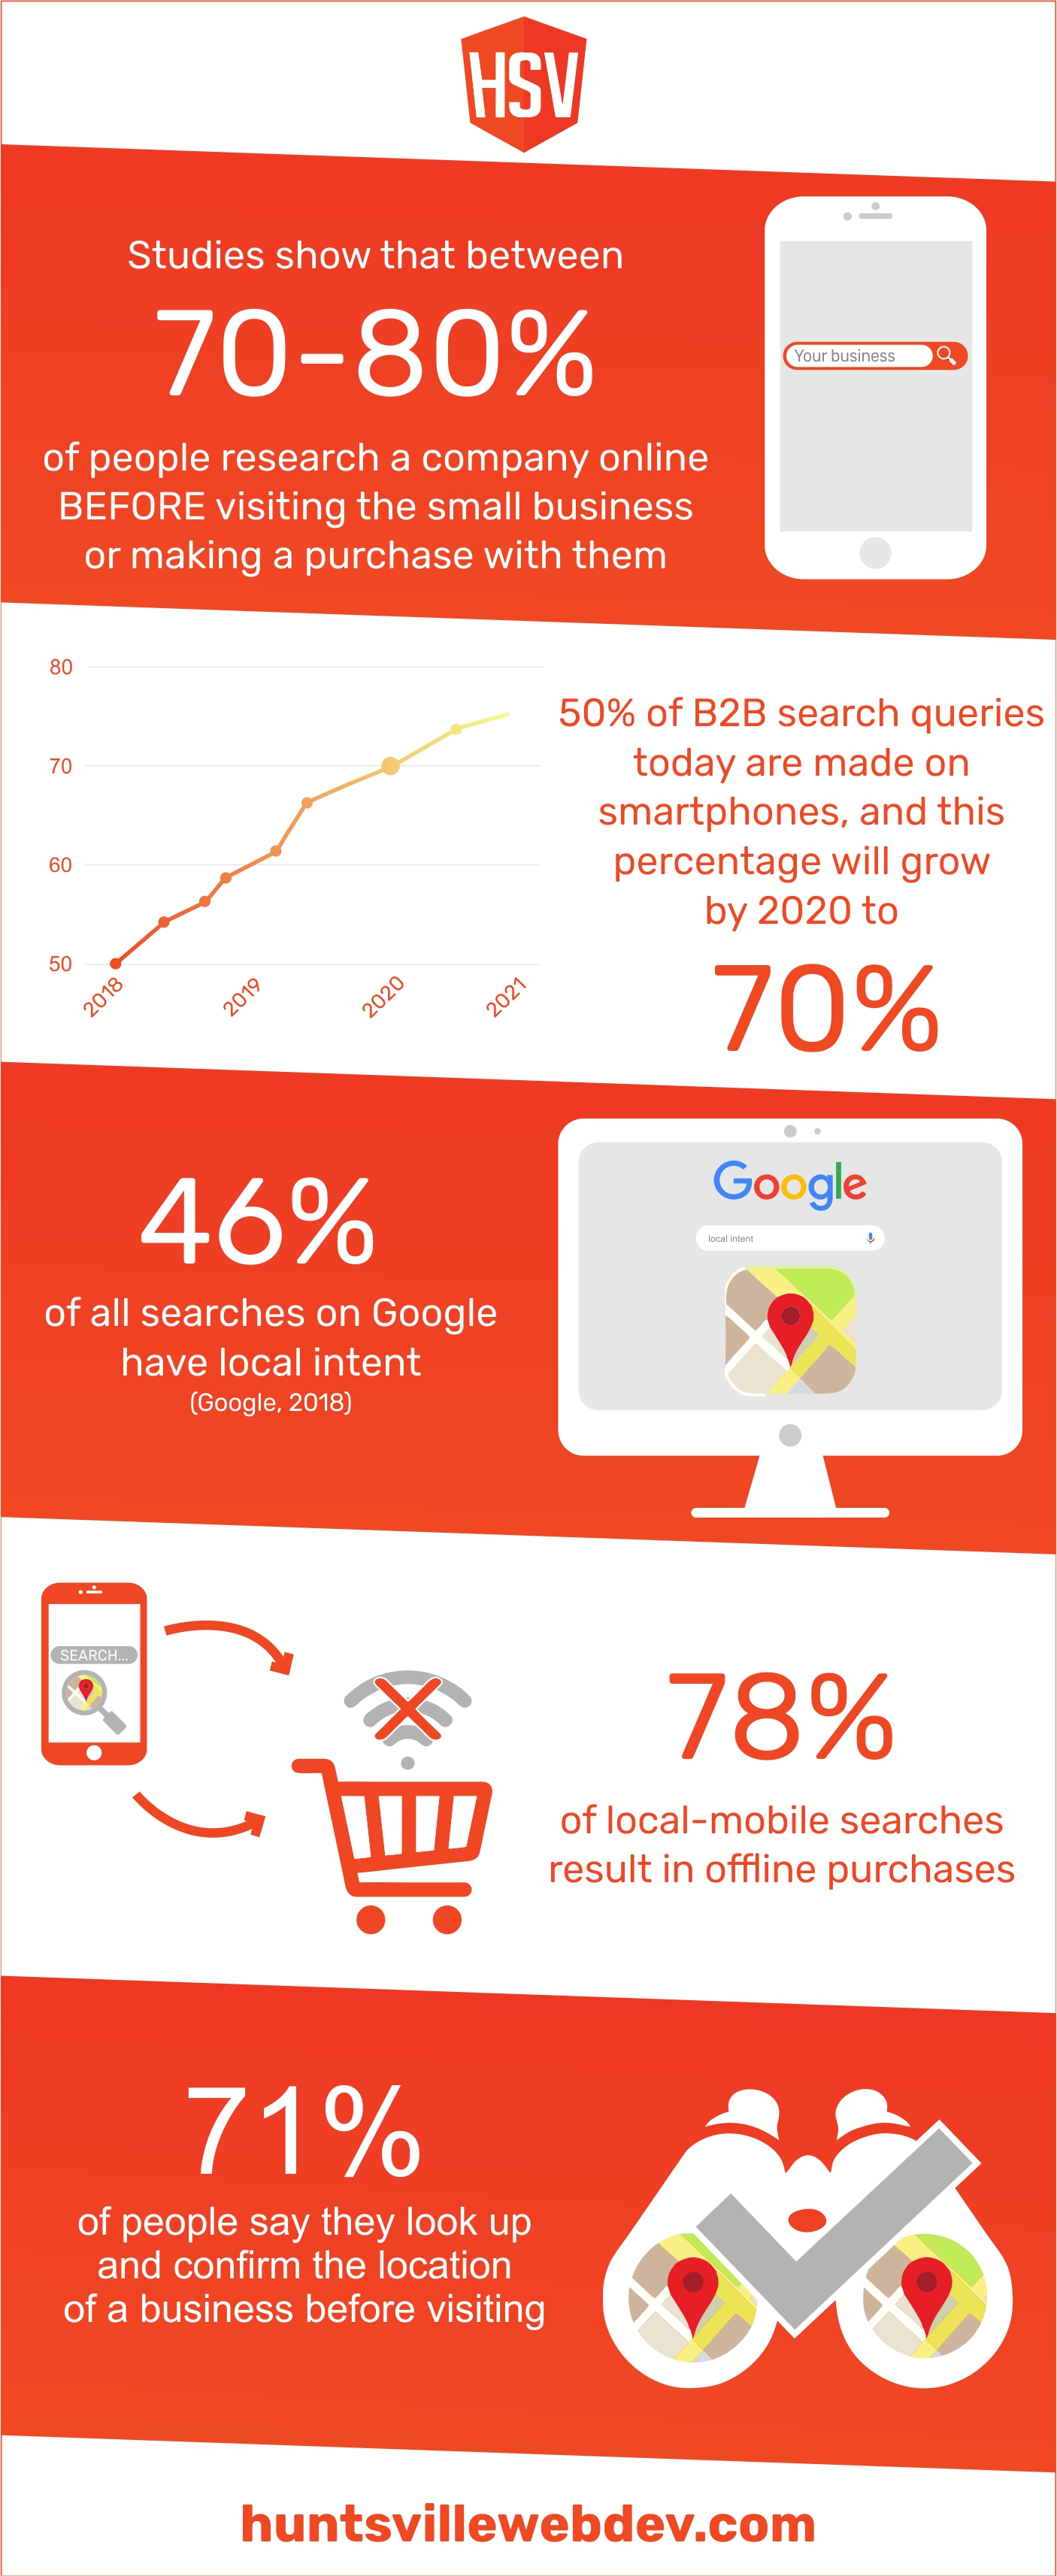 HSV
Studies show that between
70-80%
of people research a company online
BEFORE visiting the small business
or making a purchase with them
Your business
80
70
60
50
2018
2019
2020
2021
50% of B2B search queries
today are made on
smartphones, and this
percentage will grow
by 2020 to
70%
46%
of all searches on Google
have local intent
(Google, 2018)
Google
local intent
SEARCH...
78%
of local-mobile searches
result in offline purchases
71%
of people say they look up
and confirm the location
of a business before visiting
huntsvillewebdev.com